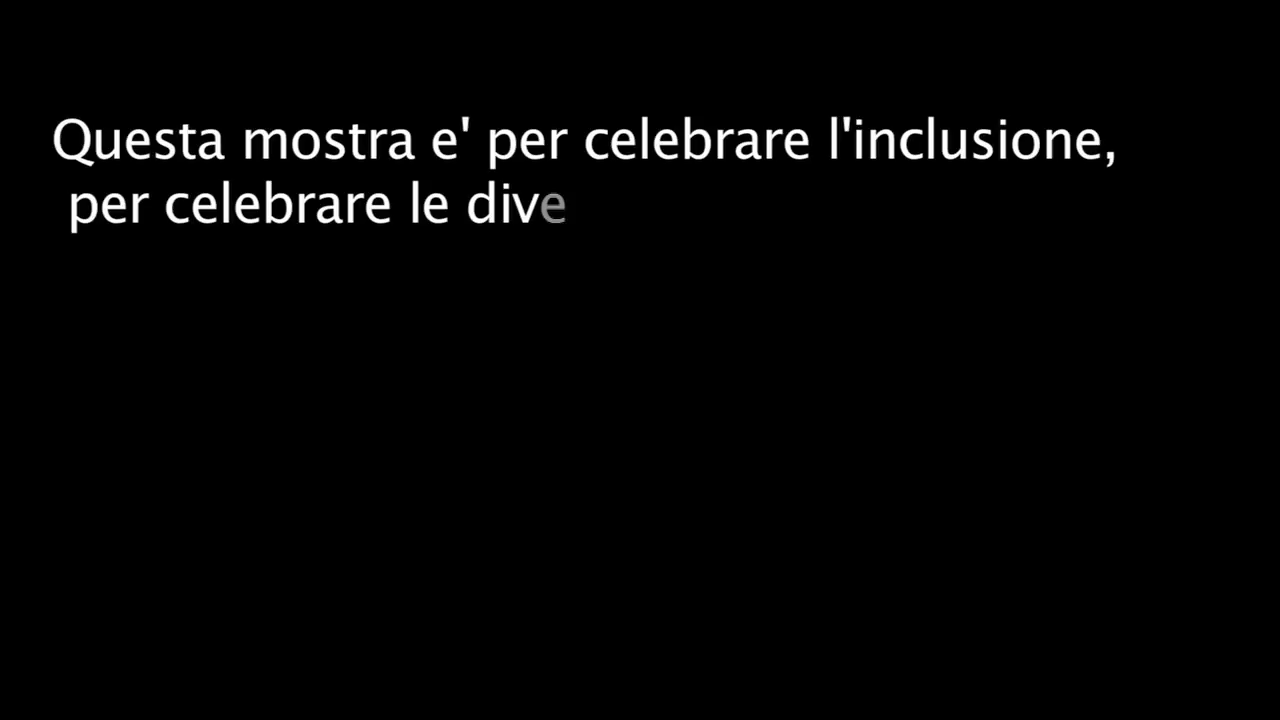 Questa mostra e' per celebrare l'inclusione,
per celebrare le dive